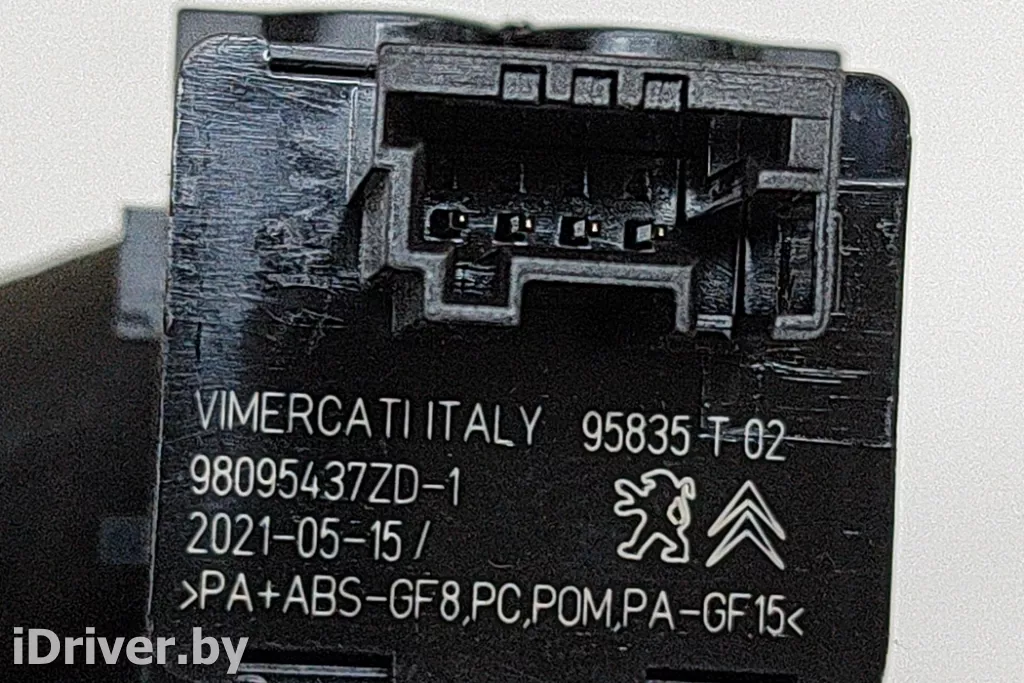 VIMERCATI ITALY 95835 T 02
98095437ZD-1
2021-05-15 /
>PA+ABS-GF8,PC,POM,PA-GF15<
iDriver.by